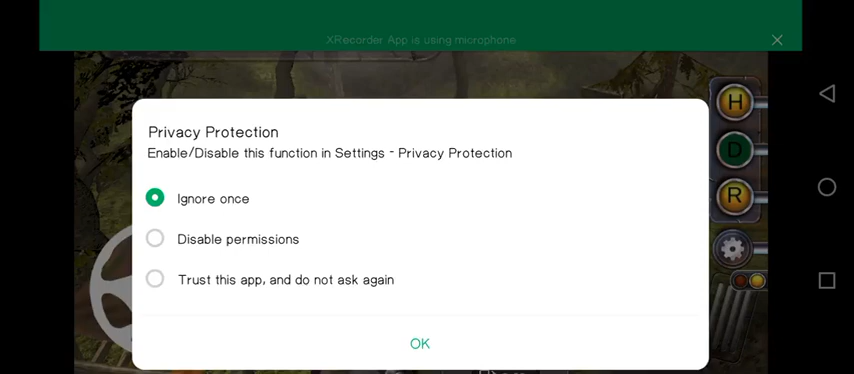 XRecorder App is using microphone
Privacy Protection
Enable/Disable this function in Settings - Privacy Protection
Ignore once
Disable permissions
Trust this app, and do not ask again
OK
H
D
R